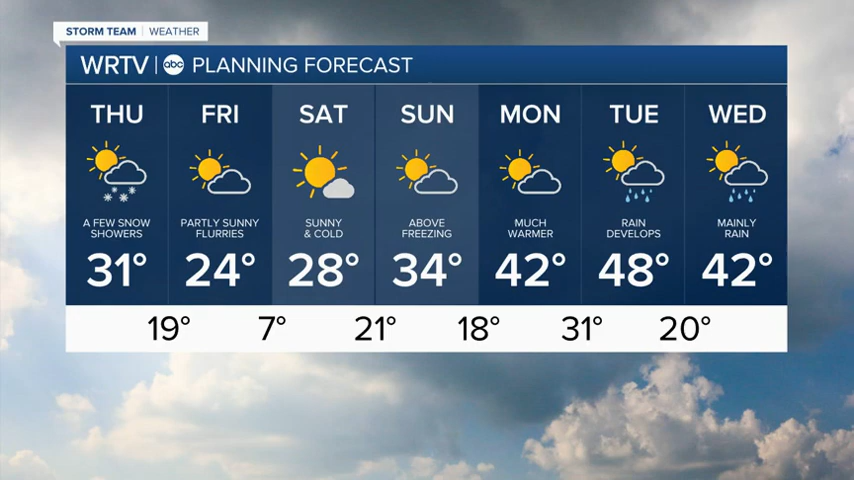 STORM TEAM | WEATHER
WRTV | abc PLANNING FORECAST
THU FRI SAT SUN MON TUE WED
A FEW SNOW SHOWERS
PARTLY SUNNY FLURRIES
SUNNY & COLD
ABOVE FREEZING
MUCH WARMER
RAIN DEVELOPS
MAINLY RAIN
31° 24° 28° 34° 42° 48° 42°
19° 7° 21° 18° 31° 20°